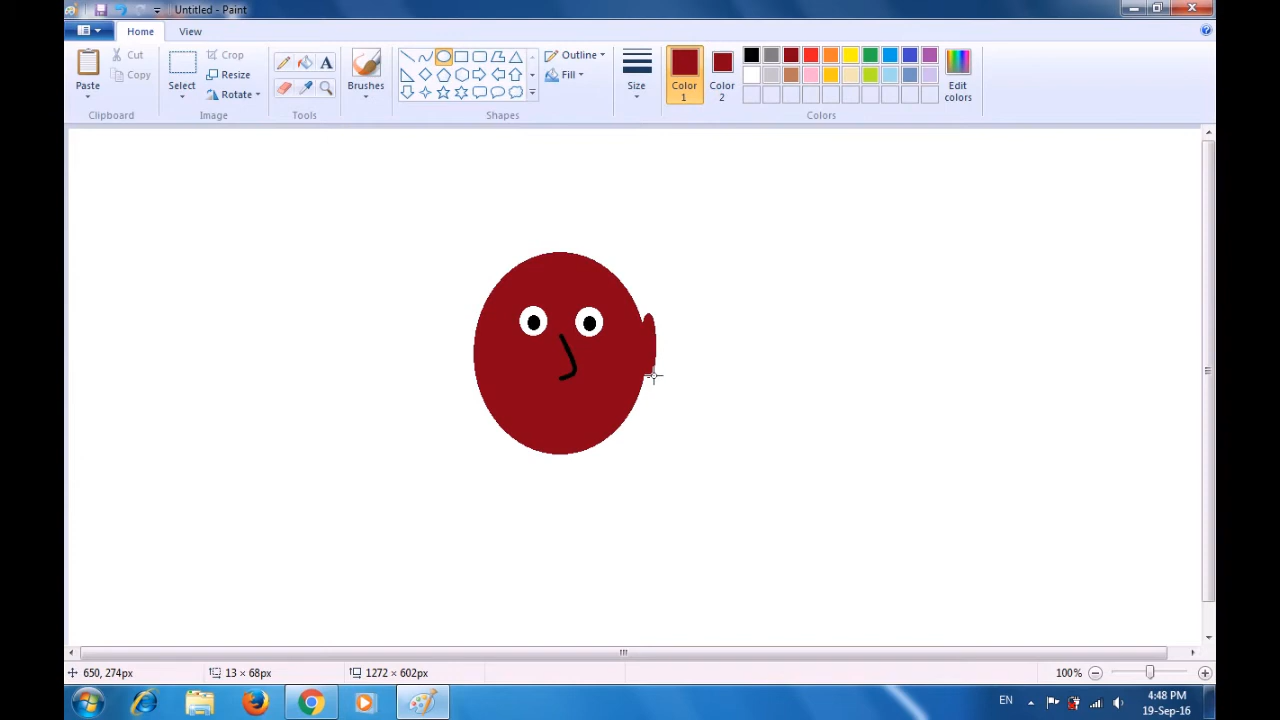 Untitled - Paint
Home View
Paste
Cut
Copy
Clipboard
Select
Crop
Resize
Rotate
Image
A
Tools
Brushes
Shapes
Outline
Fill
Size
Color 1
Color 2
Edit colors
Colors
650, 274px 13 × 68px 1272 × 602px 100%
EN 4:48 PM
19-Sep-16